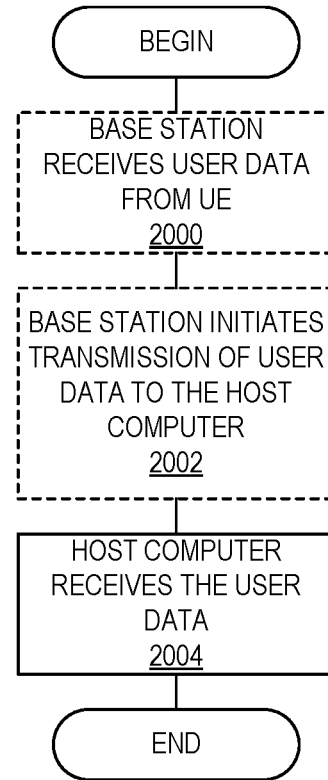 BEGIN
BASE STATION
RECEIVES USER DATA
FROM UE
2000
BASE STATION INITIATES
TRANSMISSION OF USER
DATA TO THE HOST
COMPUTER
2002
HOST COMPUTER
RECEIVES THE USER
DATA
2004
END